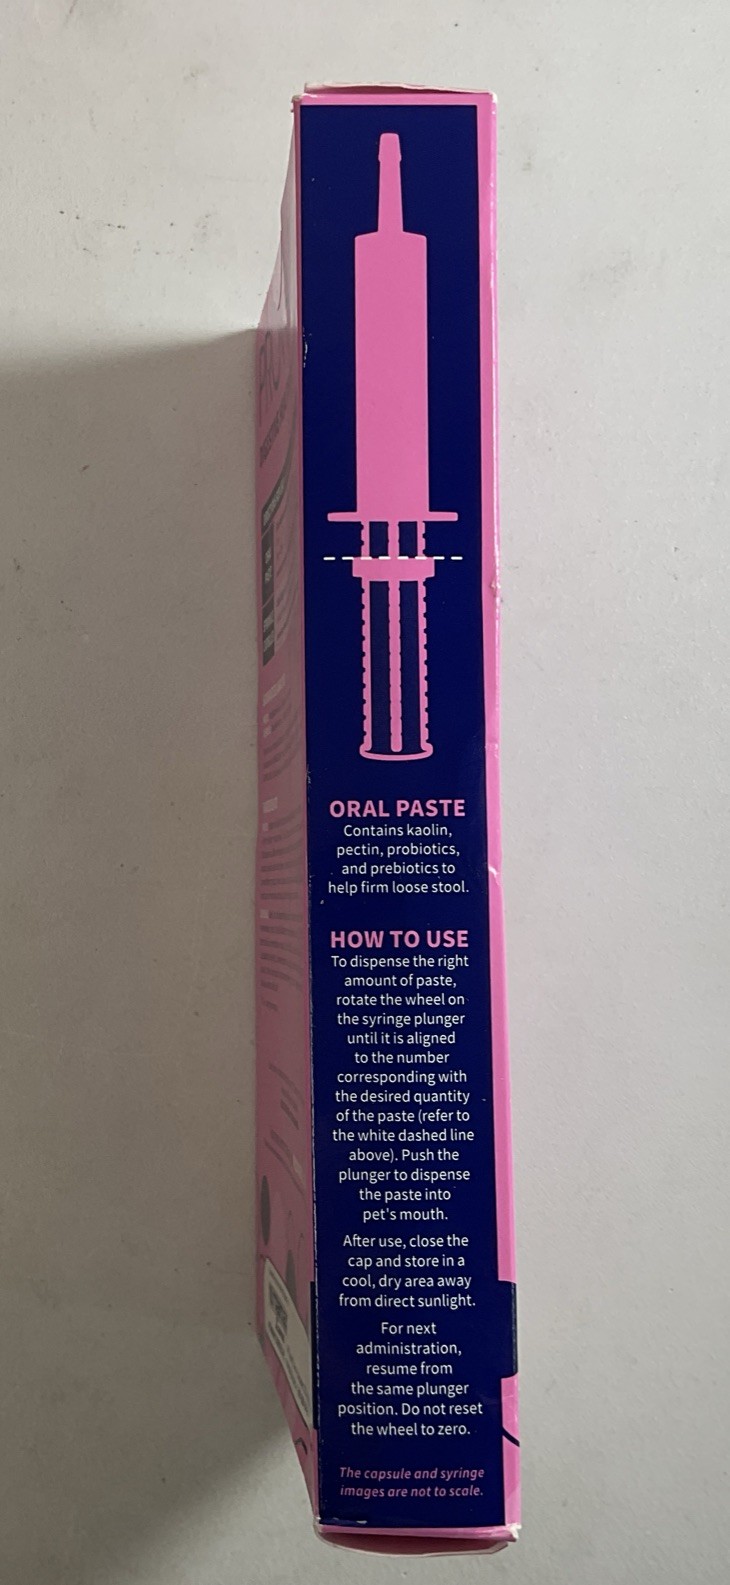 ORAL PASTE
Contains kaolin,
pectin, probiotics,
and prebiotics to
help firm loose stool.
HOW TO USE
To dispense the right
amount of paste,
rotate the wheel on
the syringe plunger
until it is aligned
to the number
corresponding with
the desired quantity
of the paste (refer to
the white dashed line
above). Push the
plunger to dispense
the paste into
pet's mouth.
After use, close the
cap and store in a
cool, dry area away
from direct sunlight.
For next
administration,
resume from
the same plunger
position. Do not reset
the wheel to zero.
The capsule and syringe
images are not to scale.